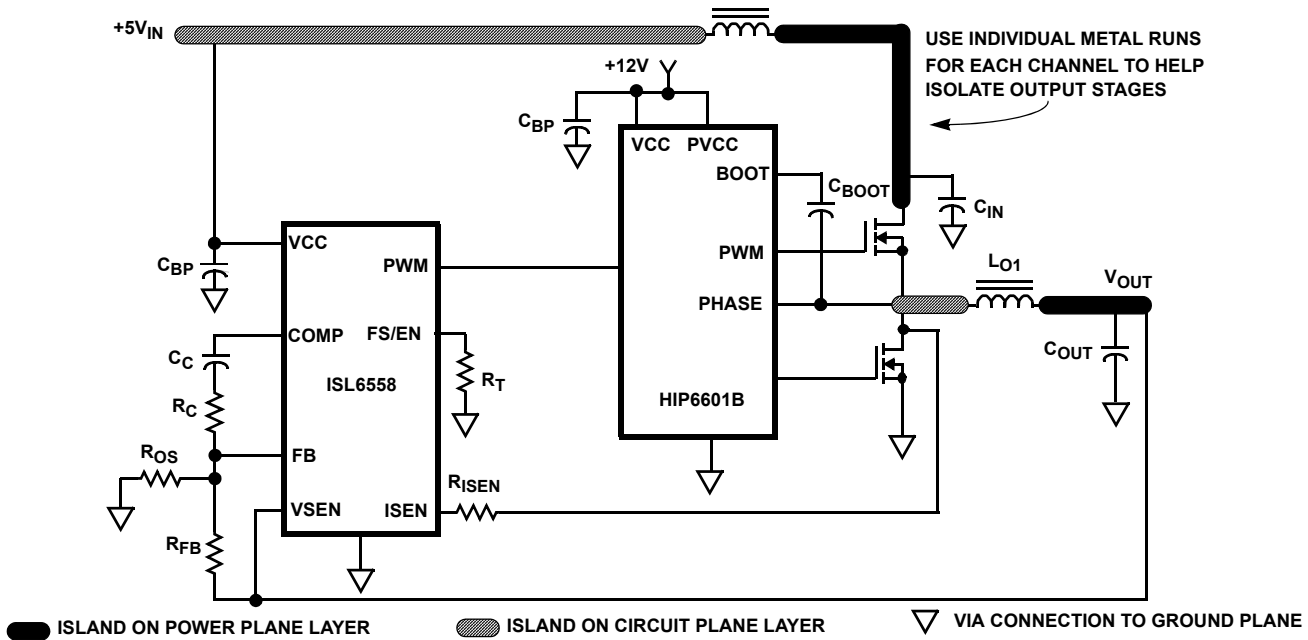 +5VIN
USE INDIVIDUAL METAL RUNS
FOR EACH CHANNEL TO HELP
ISOLATE OUTPUT STAGES
+12V
CBP
VCC PVCC
BOOT
CBOOT
CIN
VCC
CBP
PWM
PWM
LO1
VOUT
PHASE
COMP
FS/EN
CC
COUT
ISL6558
RT
RC
HIP6601B
ROS
FB
RISEN
VSEN
ISEN
RFB
ISLAND ON POWER PLANE LAYER
ISLAND ON CIRCUIT PLANE LAYER
VIA CONNECTION TO GROUND PLANE